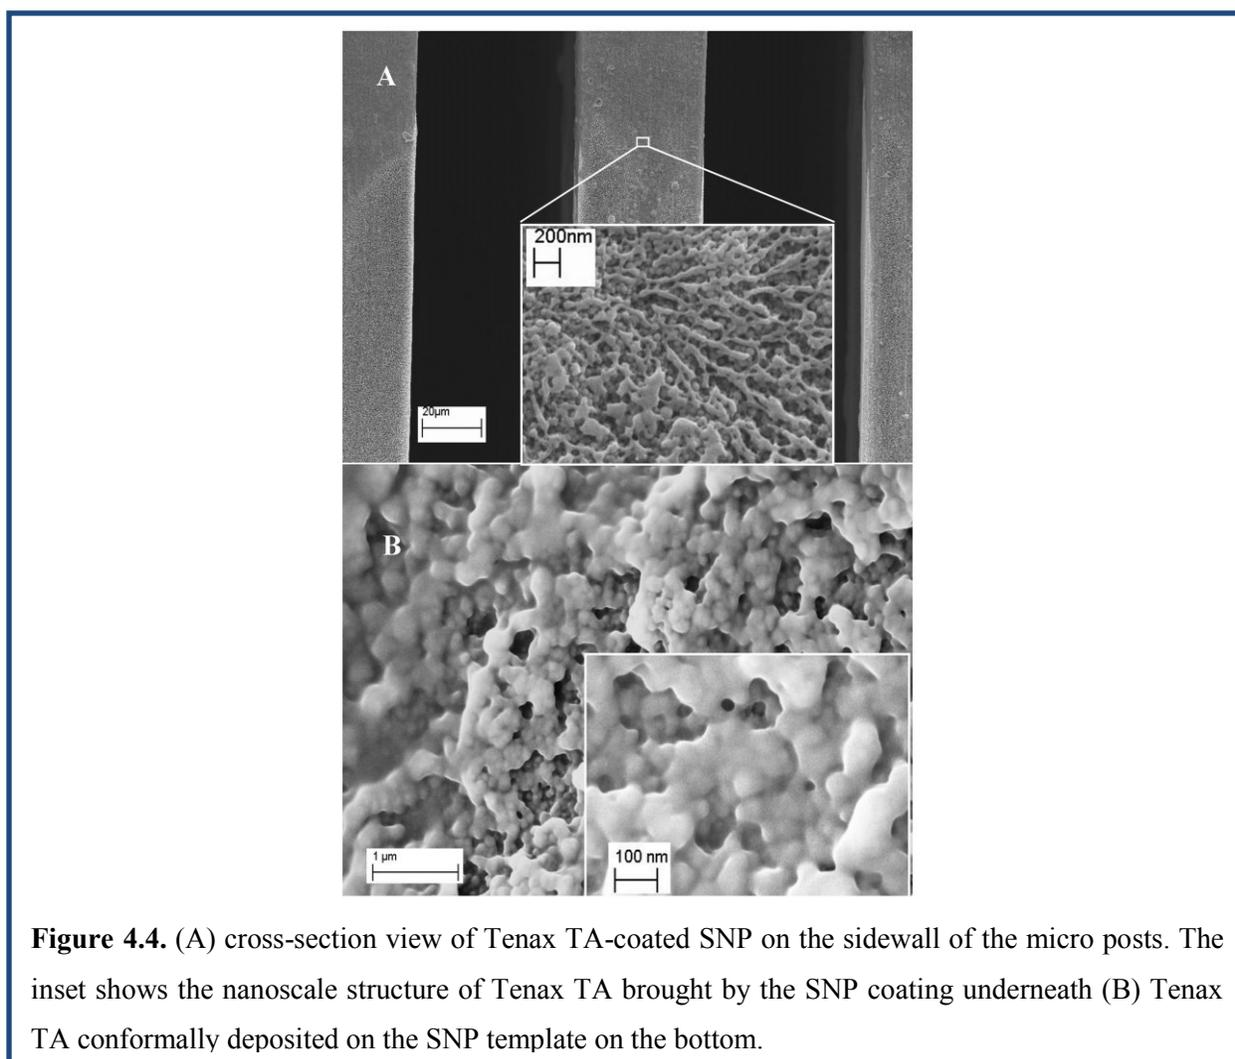 A
200nm
20µm
B
1 µm
100 nm
Figure 4.4. (A) cross-section view of Tenax TA-coated SNP on the sidewall of the micro posts. The
inset shows the nanoscale structure of Tenax TA brought by the SNP coating underneath (B) Tenax
TA conformally deposited on the SNP template on the bottom.